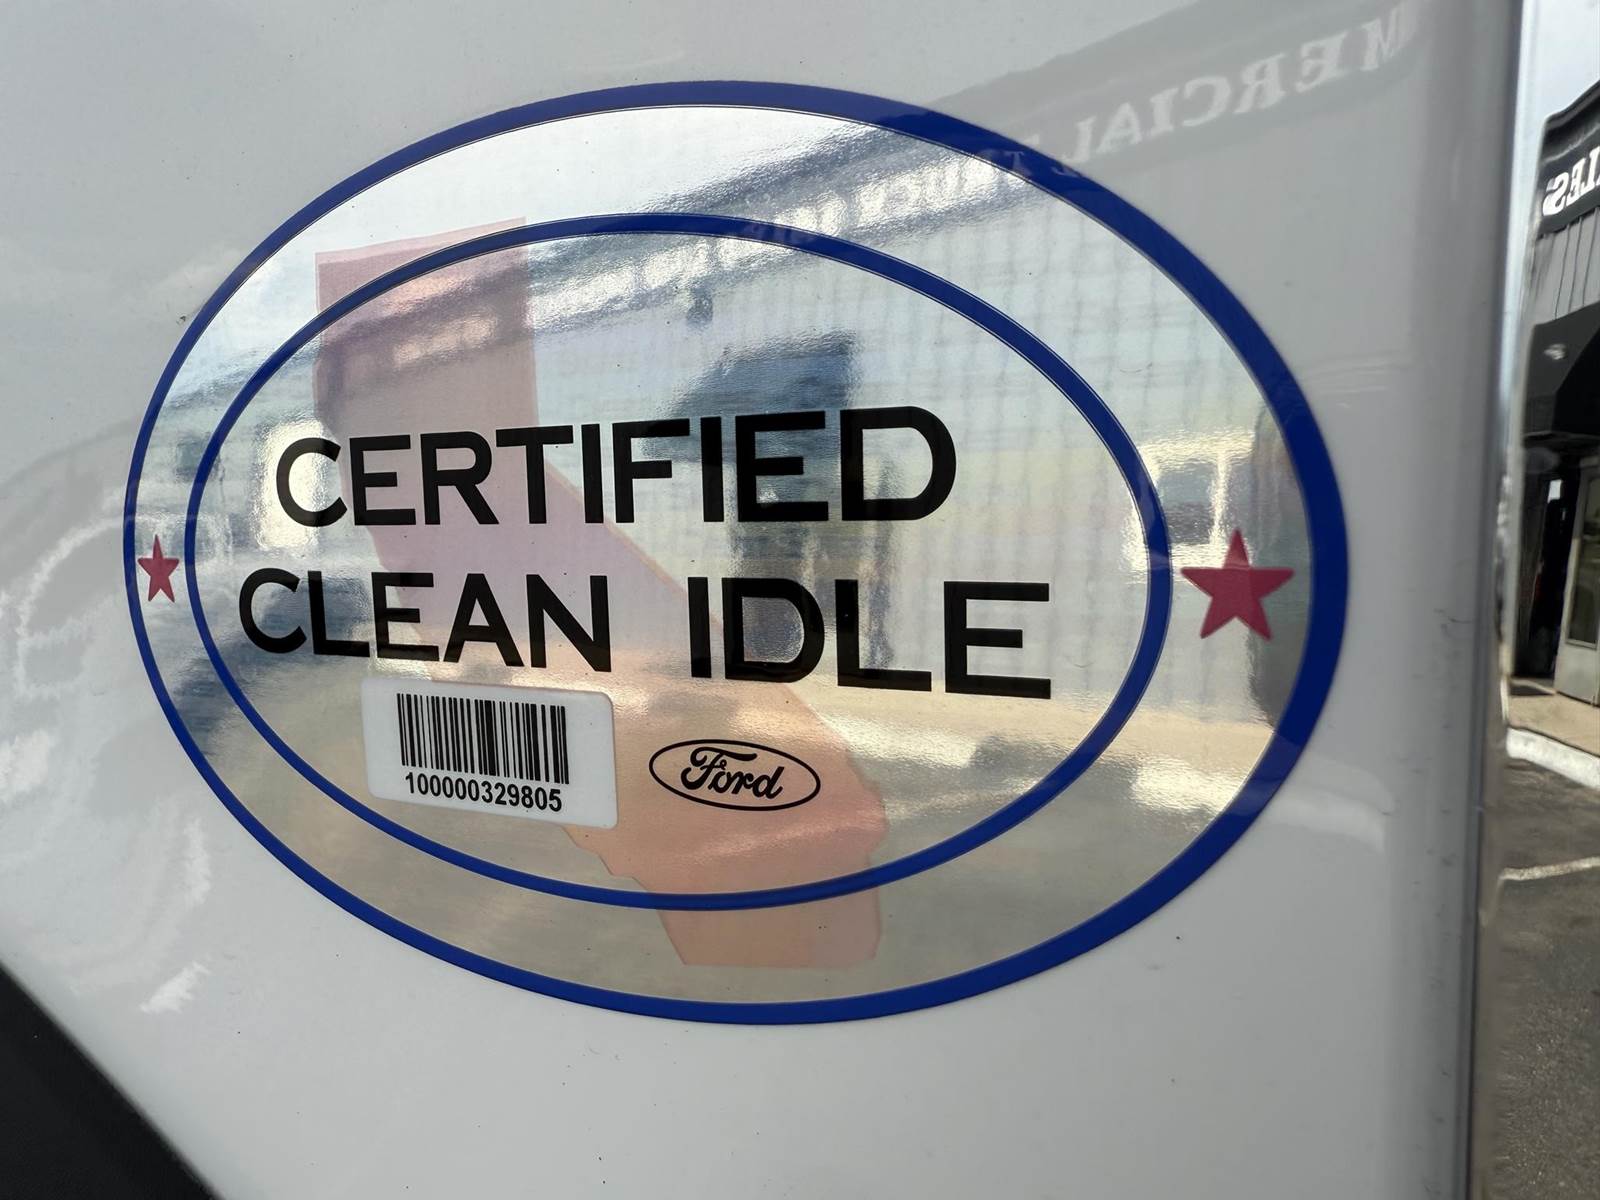 CERTIFIED
CLEAN IDLE
100000329805
Ford